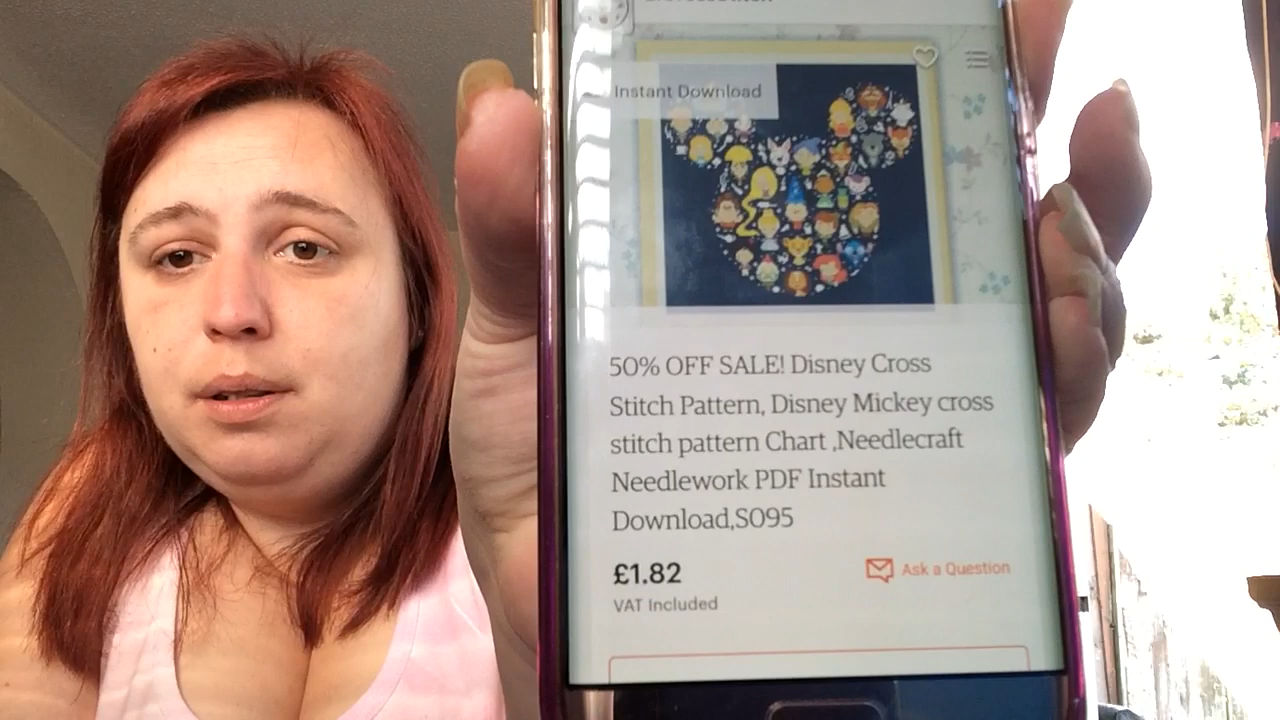 Instant Download
50% OFF SALE! Disney Cross
Stitch Pattern, Disney Mickey cross
stitch pattern Chart ,Needlecraft
Needlework PDF Instant
Download,S095
£1.82
Ask a Question
VAT Included